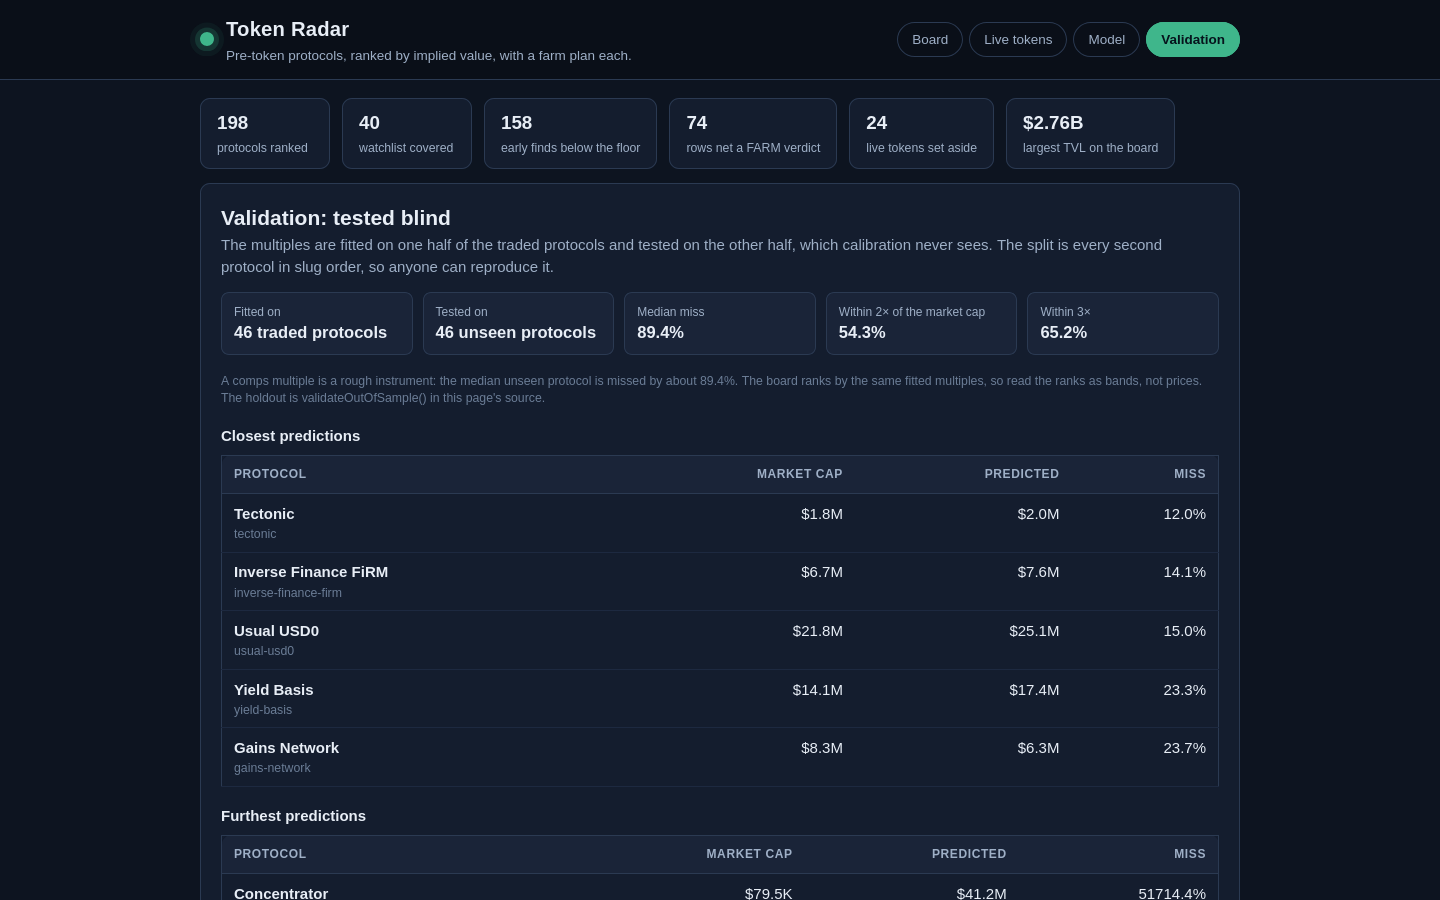 Token Radar
Pre-token protocols, ranked by implied value, with a farm plan each.
Board
Live tokens
Model
Validation
198
protocols ranked
40
watchlist covered
158
early finds below the floor
74
rows net a FARM verdict
24
live tokens set aside
$2.76B
largest TVL on the board
Validation: tested blind
The multiples are fitted on one half of the traded protocols and tested on the other half, which calibration never sees. The split is every second
protocol in slug order, so anyone can reproduce it.
Fitted on
46 traded protocols
Tested on
46 unseen protocols
Median miss
89.4%
Within 2× of the market cap
54.3%
Within 3×
65.2%
A comps multiple is a rough instrument: the median unseen protocol is missed by about 89.4%. The board ranks by the same fitted multiples, so read the ranks as bands, not prices.
The holdout is validateOutOfSample() in this page's source.
Closest predictions
PROTOCOL MARKET CAP PREDICTED MISS
Tectonic $1.8M $2.0M 12.0%
tectonic
Inverse Finance FiRM $6.7M $7.6M 14.1%
inverse-finance-firm
Usual USD0 $21.8M $25.1M 15.0%
usual-usd0
Yield Basis $14.1M $17.4M 23.3%
yield-basis
Gains Network $8.3M $6.3M 23.7%
gains-network
Furthest predictions
PROTOCOL MARKET CAP PREDICTED MISS
Concentrator $79.5K $41.2M 51714.4%